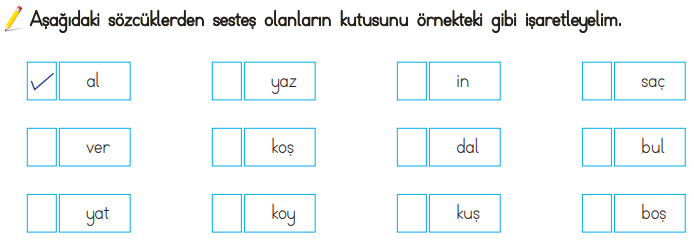 Aşağıdaki sözcüklerden sesteş olanların kutusunu örnekteki gibi işaretleyelim.
al yaz in saç
ver koş dal bul
yat koy kuş boş